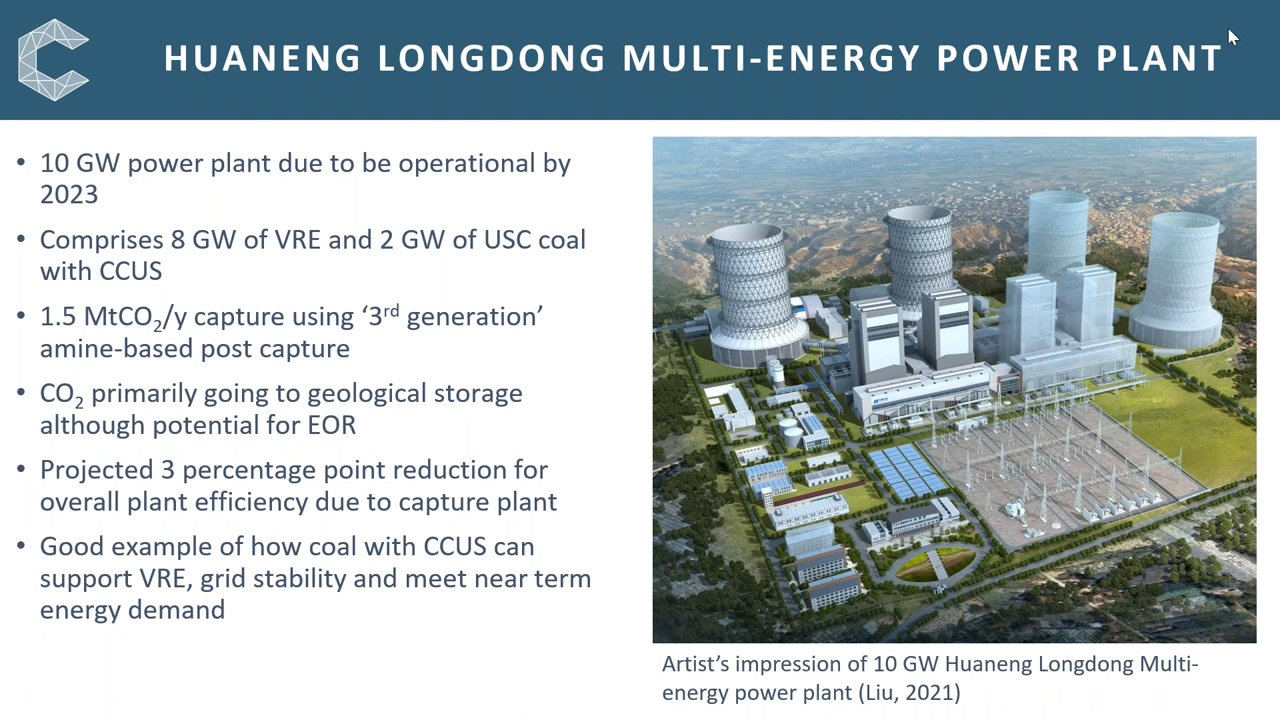 HUANENG LONGDONG MULTI-ENERGY POWER PLANT
• 10 GW power plant due to be operational by
2023
• Comprises 8 GW of VRE and 2 GW of USC coal
with CCUS
• 1.5 MtCO₂/y capture using ‘3ʳᵈ generation’
amine-based post capture
• CO₂ primarily going to geological storage
although potential for EOR
• Projected 3 percentage point reduction for
overall plant efficiency due to capture plant
• Good example of how coal with CCUS can
support VRE, grid stability and meet near term
energy demand
Artist’s impression of 10 GW Huaneng Longdong Multi-
energy power plant (Liu, 2021)